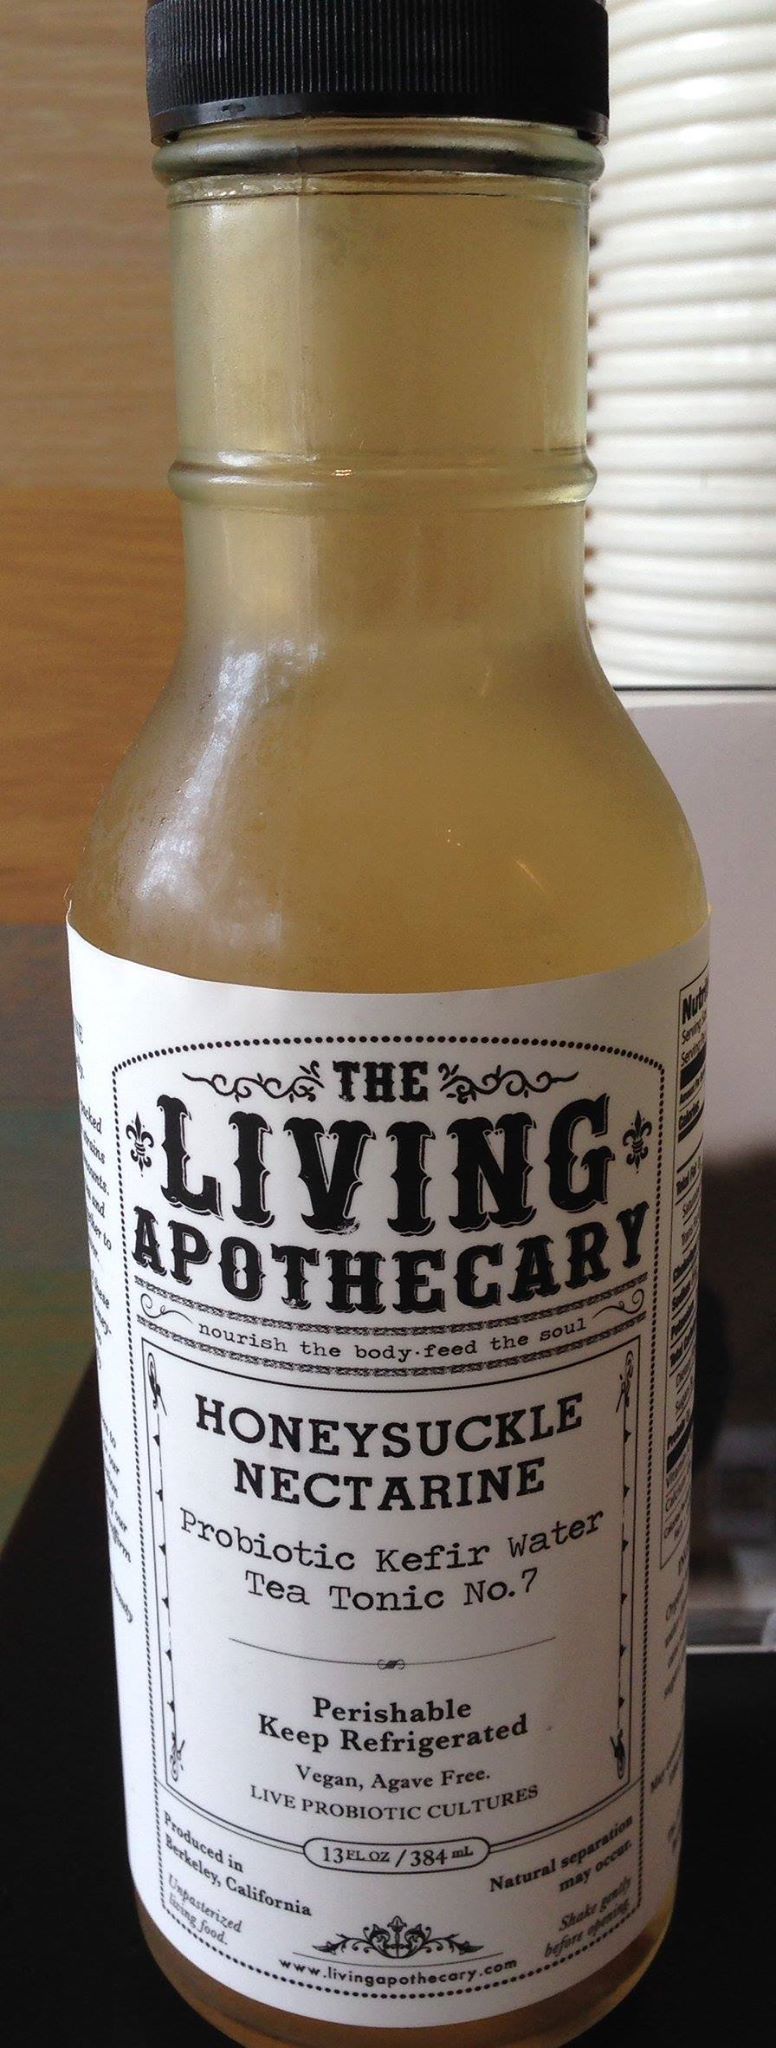 THE
LIVING
APOTHECARY
nourish the body·feed the soul
HONEYSUCKLE
NECTARINE
Probiotic Kefir Water
Tea Tonic No.7
Perishable
Keep Refrigerated
Vegan, Agave Free.
LIVE PROBIOTIC CULTURES
13 FL OZ / 384 mL
Produced in
Berkeley, California
Unpasterized
living food.
Natural separation
may occur.
Shake gently
before opening
www.livingapothecary.com